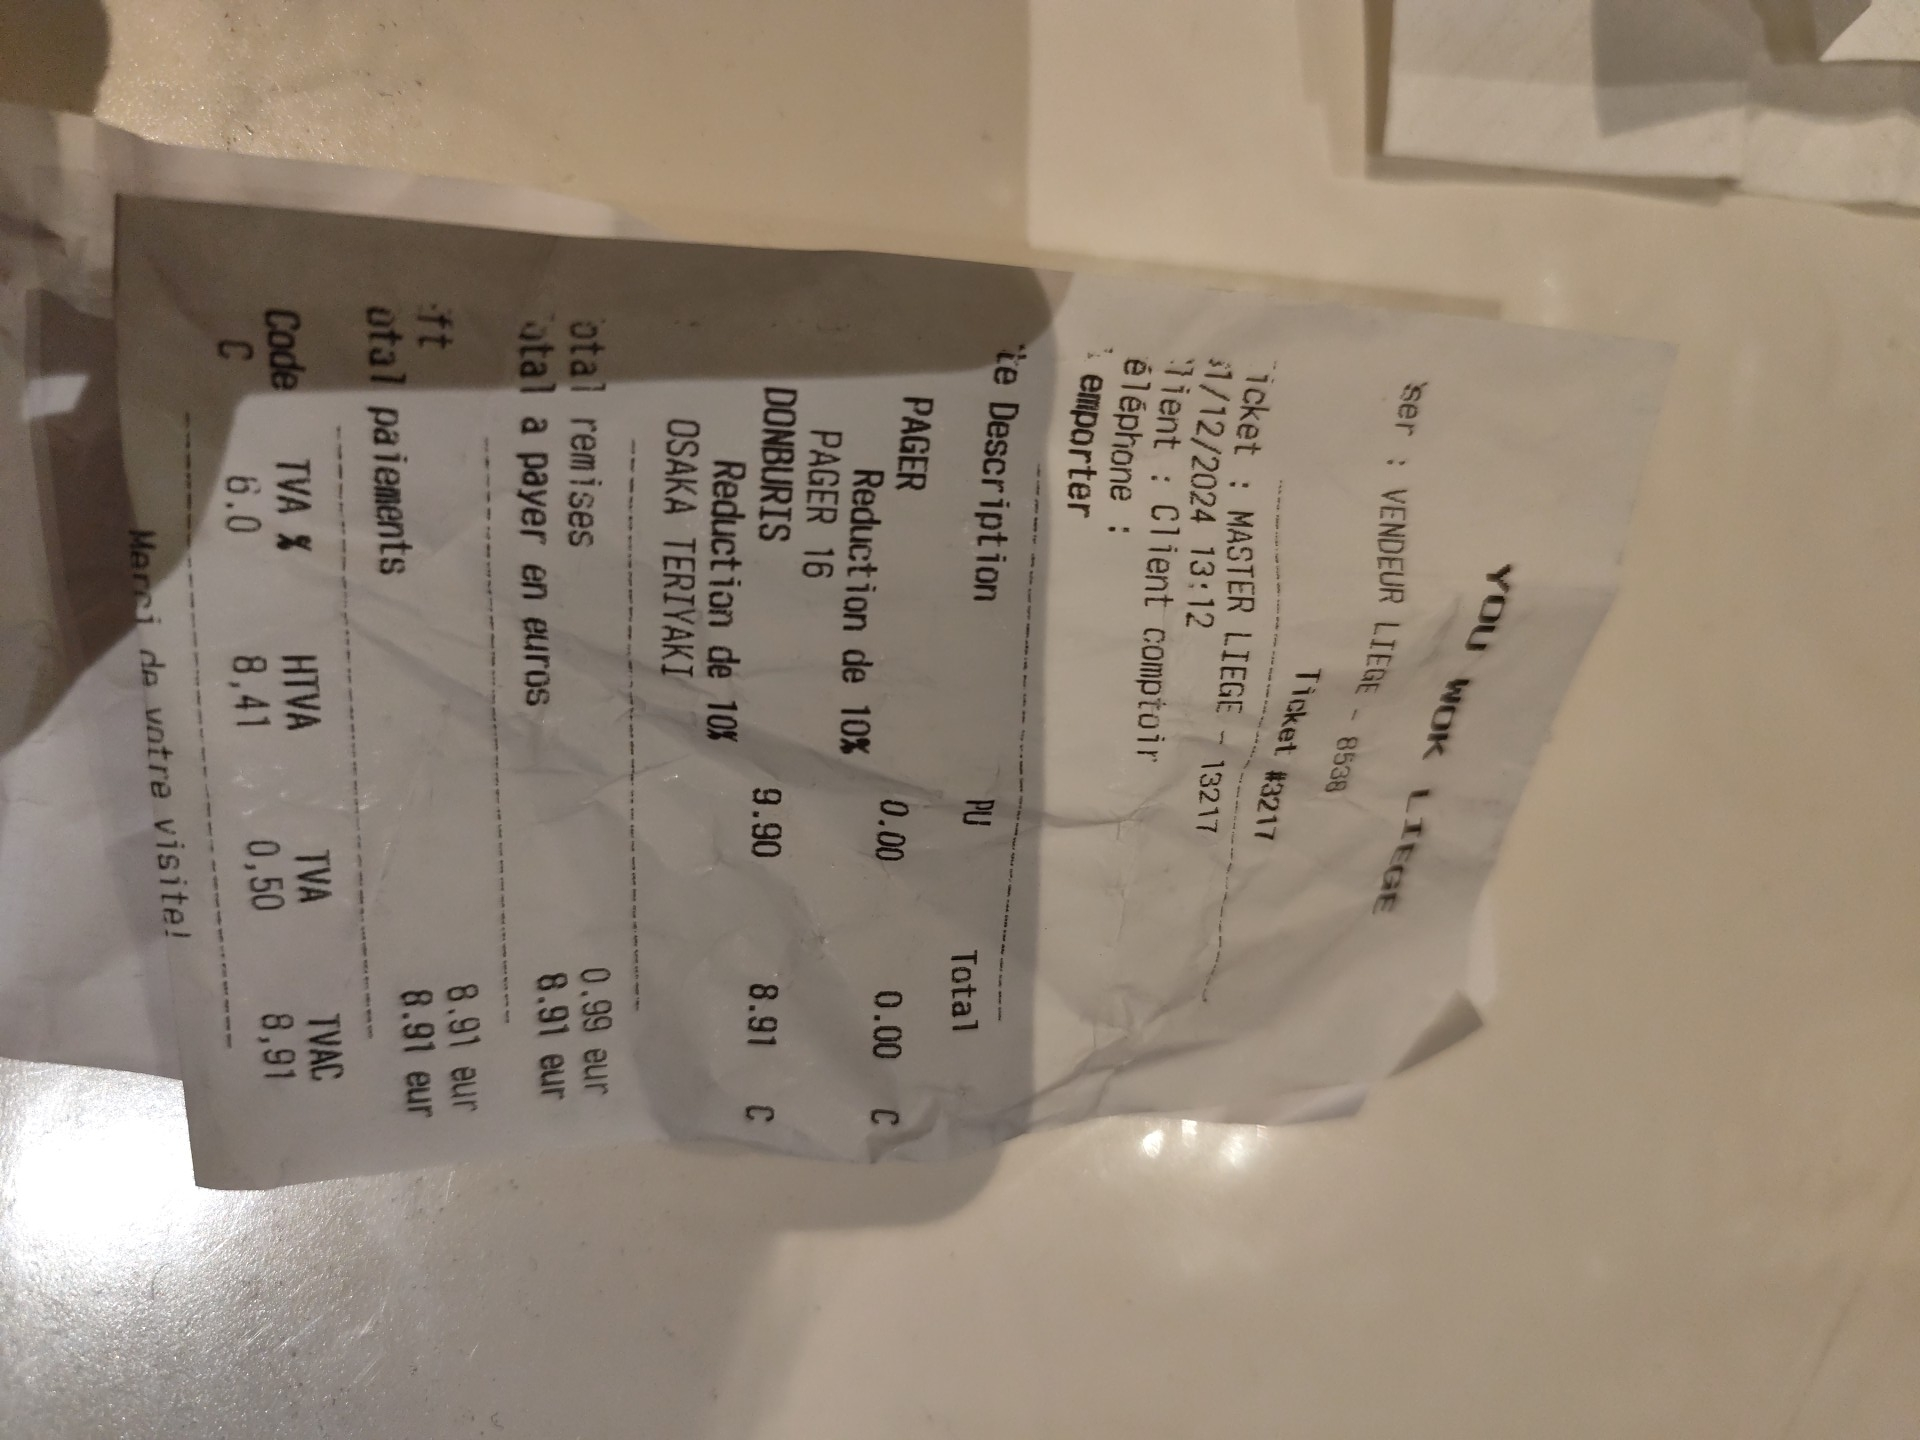 YOU WOK LIEGE
ser : VENDEUR LIEGE - 8538
Ticket #3217
icket : MASTER LIEGE - 13217
31/12/2024 13:12
lient : Client comptoir
éléphone :
emporter
te Description PU Total
PAGER 0.00 0.00 C
Reduction de 10%
PAGER 16
DONBURIS 9.90 8.91 C
Reduction de 10%
OSAKA TERIYAKI
otal remises 0.99 eur
otal a payer en euros 8.91 eur
ft 8.91 eur
otal paiements 8.91 eur
Code TVA % HTVA TVA TVAC
C 6.0 8,41 0,50 8,91
Merci de votre visite!